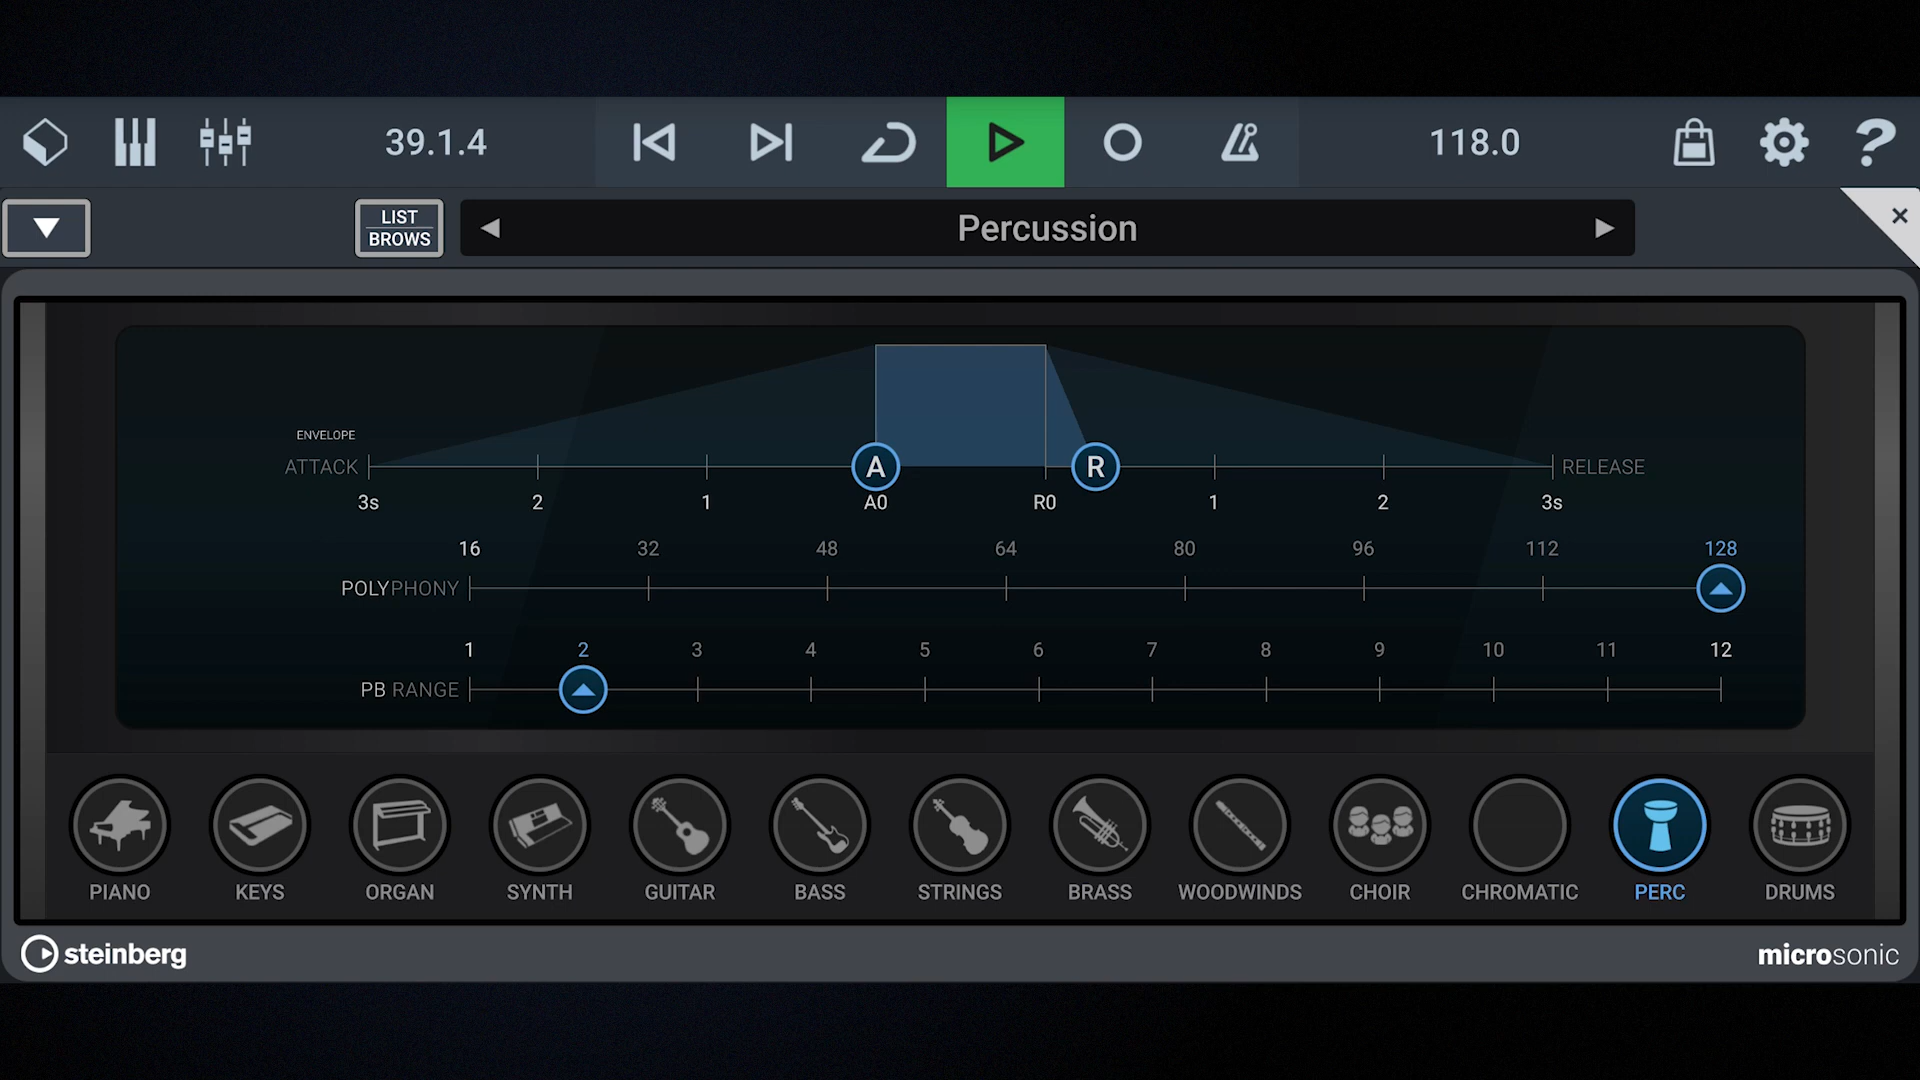 39.1.4
118.0
LIST
BROWS
Percussion
ENVELOPE
ATTACK
A
R
RELEASE
3s 2 1 A0 R0 1 2 3s
16 32 48 64 80 96 112 128
POLYPHONY
1 2 3 4 5 6 7 8 9 10 11 12
PB RANGE
PIANO KEYS ORGAN SYNTH GUITAR BASS STRINGS BRASS WOODWINDS CHOIR CHROMATIC PERC DRUMS
steinberg
microsonic